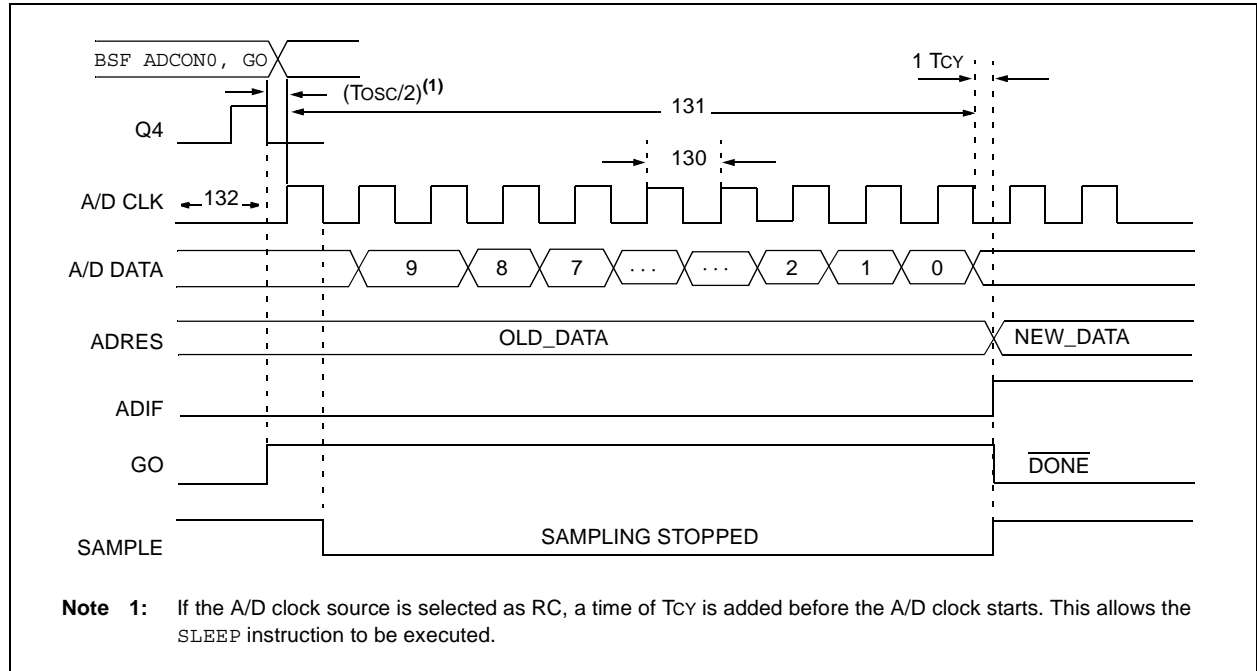 BSF ADCON0, GO
(TOSC/2)(1)
1 TCY
131
Q4
130
A/D CLK
132
A/D DATA
9 8 7 . . . . . . 2 1 0
ADRES
OLD_DATA
NEW_DATA
ADIF
GO
DONE
SAMPLE
SAMPLING STOPPED
Note 1: If the A/D clock source is selected as RC, a time of TCY is added before the A/D clock starts. This allows the
SLEEP instruction to be executed.